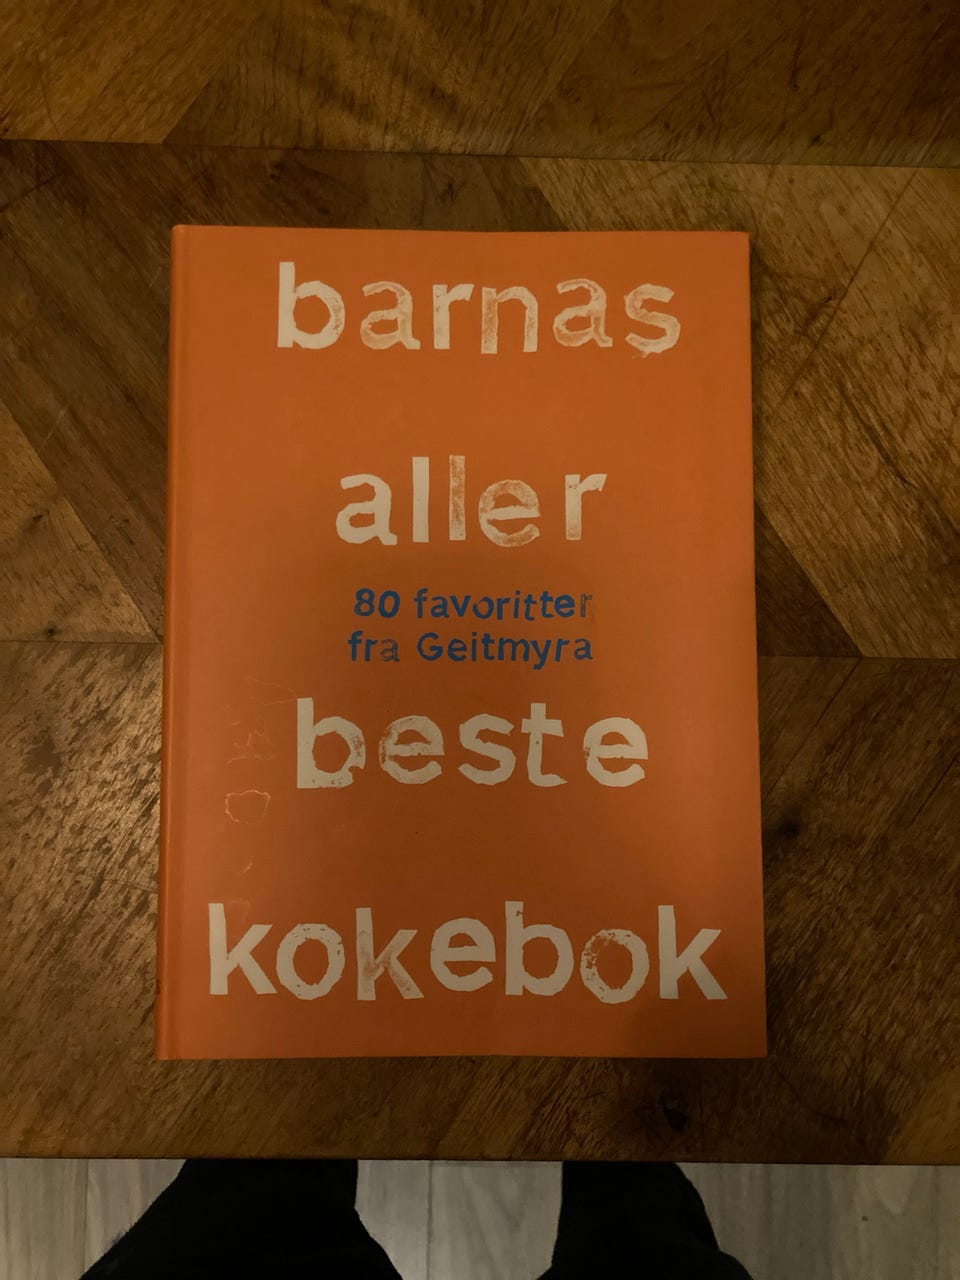 barnas
aller
80 favoritter
fra Geitmyra
beste
kokebok